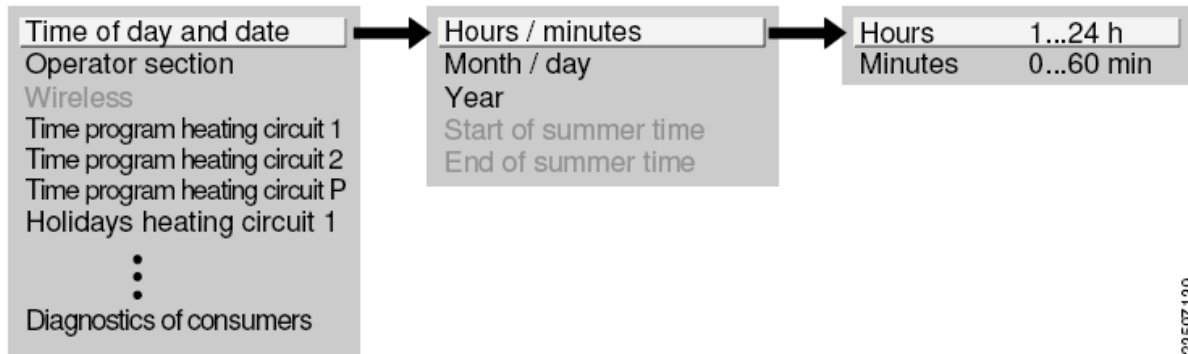 Time of day and date
Operator section
Wireless
Time program heating circuit 1
Time program heating circuit 2
Time program heating circuit P
Holidays heating circuit 1
Diagnostics of consumers
Hours / minutes
Month / day
Year
Start of summer time
End of summer time
Hours 1...24 h
Minutes 0...60 min